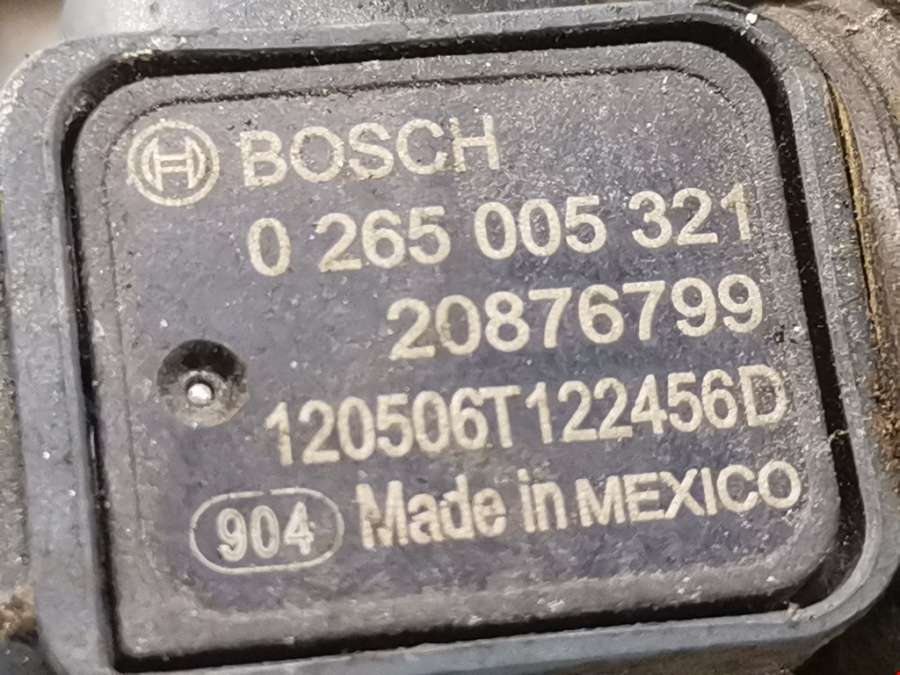 BOSCH
0 265 005 321
20876799
120506T122456D
904 Made in MEXICO